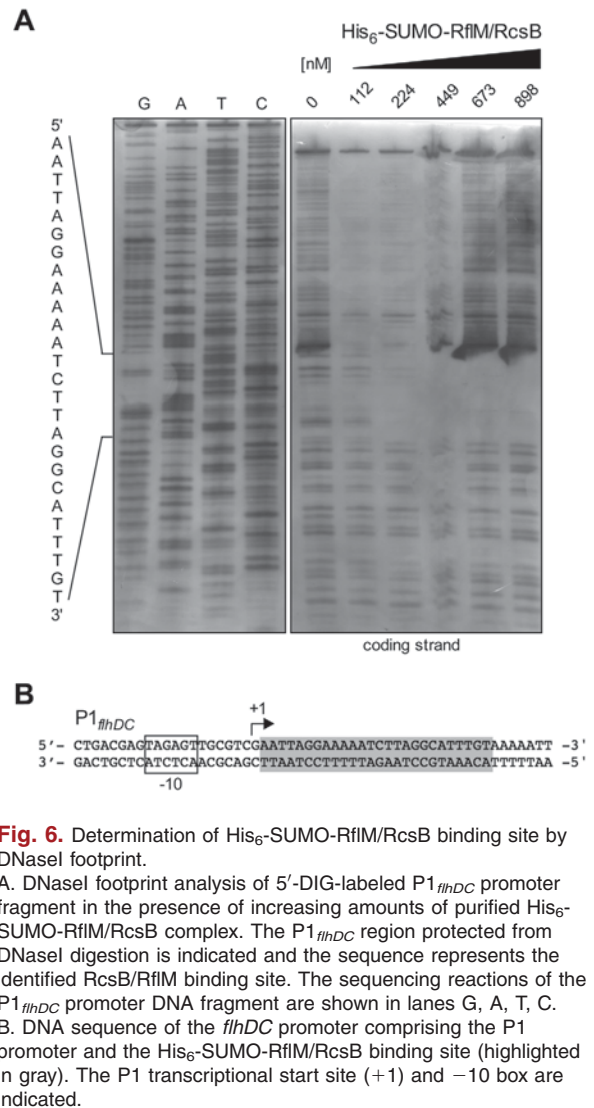 A
His6-SUMO-RflM/RcsB
[nM]
G A T C 0 112 224 449 673 898
5'
A
A
T
T
A
G
G
A
A
A
A
A
T
C
T
T
A
G
G
C
A
T
T
T
G
T
3'
coding strand
B
P1flhDC +1
5'- CTGACGAGTAGAGTTGCGTCGAATTAGGAAAAATCTTAGGCATTTGTAAAAATT -3'
3'- GACTGCTCATCTCAACGCAGCTTAATCCTTTTTAGAATCCGTAAACATTTTTAA -5'
-10
Fig. 6. Determination of His6-SUMO-RflM/RcsB binding site by
DNaseI footprint.
A. DNaseI footprint analysis of 5′-DIG-labeled P1flhDC promoter
fragment in the presence of increasing amounts of purified His6-
SUMO-RflM/RcsB complex. The P1flhDC region protected from
DNaseI digestion is indicated and the sequence represents the
identified RcsB/RflM binding site. The sequencing reactions of the
P1flhDC promoter DNA fragment are shown in lanes G, A, T, C.
B. DNA sequence of the flhDC promoter comprising the P1
promoter and the His6-SUMO-RflM/RcsB binding site (highlighted
in gray). The P1 transcriptional start site (+1) and −10 box are
indicated.